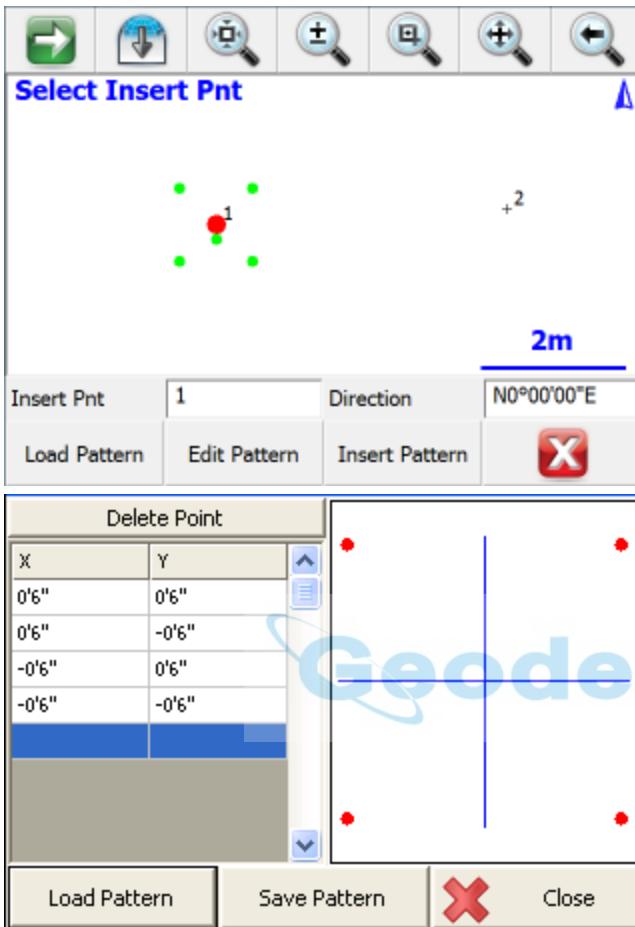 Select Insert Pnt
1
2
2m
Insert Pnt 1 Direction N0°00'00"E
Load Pattern Edit Pattern Insert Pattern
Delete Point
X Y
0'6" 0'6"
0'6" -0'6"
-0'6" 0'6"
-0'6" -0'6"
Geode
Load Pattern Save Pattern Close